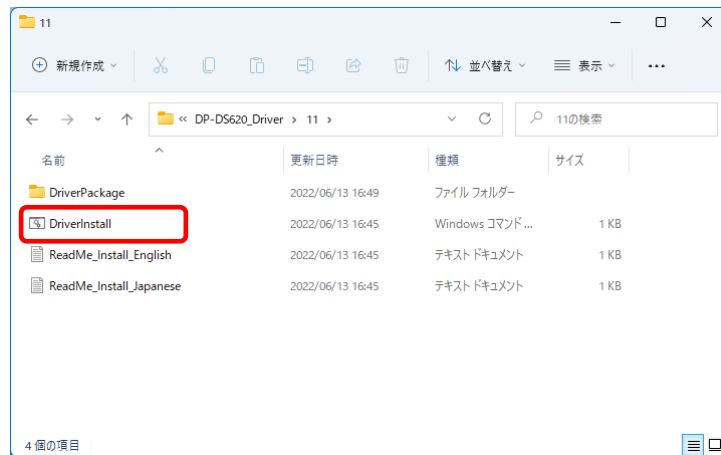 11
新規作成 並べ替え 表示 ...
« DP-DS620_Driver > 11 > 11の検索
名前 更新日時 種類 サイズ
DriverPackage 2022/06/13 16:49 ファイル フォルダー
DriverInstall 2022/06/13 16:45 Windows コマンド ... 1 KB
ReadMe_Install_English 2022/06/13 16:45 テキスト ドキュメント 1 KB
ReadMe_Install_Japanese 2022/06/13 16:45 テキスト ドキュメント 1 KB
4 個の項目